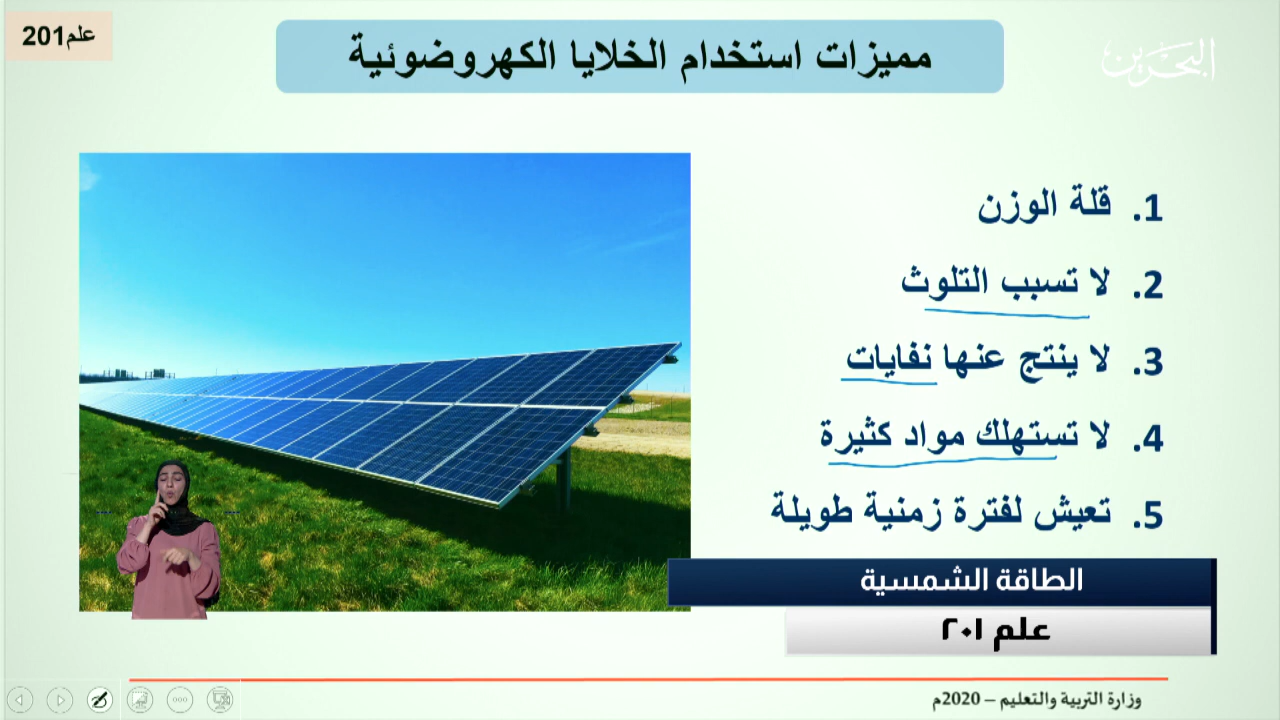 علم201
مميزات استخدام الخلايا الكهروضوئية
البحرين
1. قلة الوزن
2. لا تسبب التلوث
3. لا ينتج عنها نفايات
4. لا تستهلك مواد كثيرة
5. تعيش لفترة زمنية طويلة
الطاقة الشمسية
علم ٢٠١
وزارة التربية والتعليم – 2020م